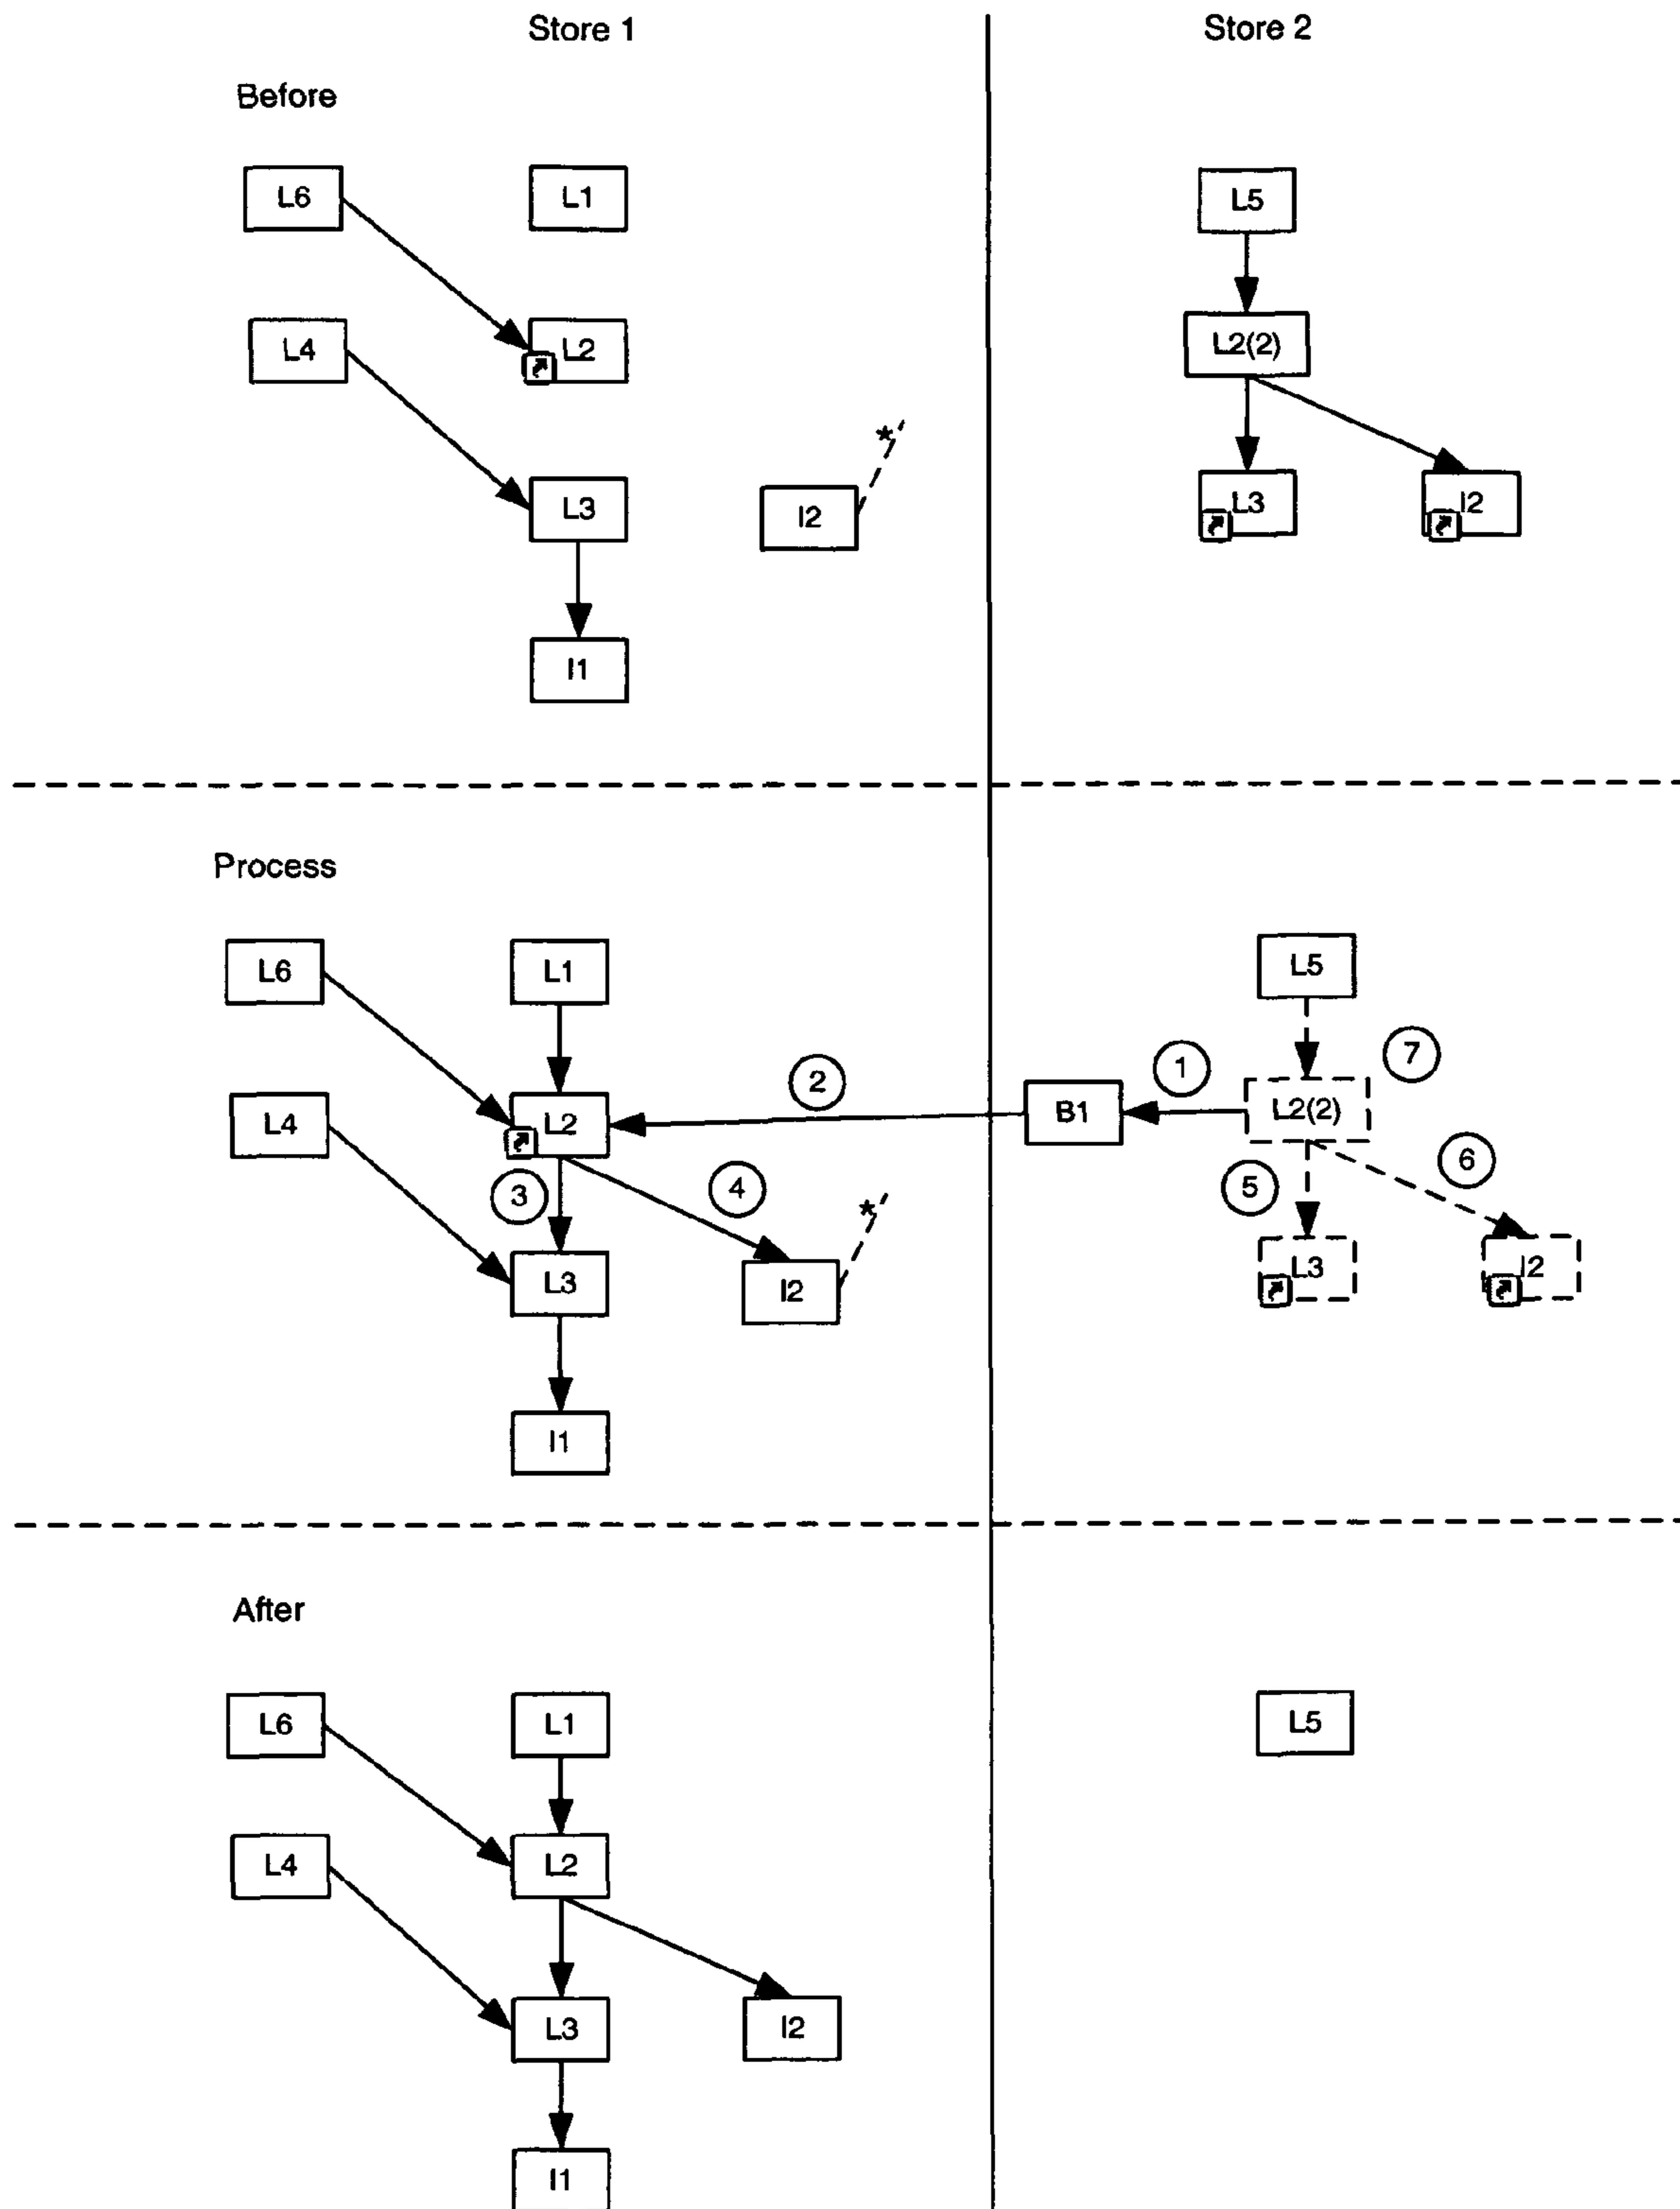 Store 1
Store 2
Before
L6
L1
L5
L4
L2
L2(2)
*
L3
I2
L3
I2
I1
Process
L6
L1
L5
2
1
7
L4
L2
B1
L2(2)
3
4
5
6
*
L3
I2
L3
I2
I1
After
L6
L1
L5
L4
L2
L3
I2
I1